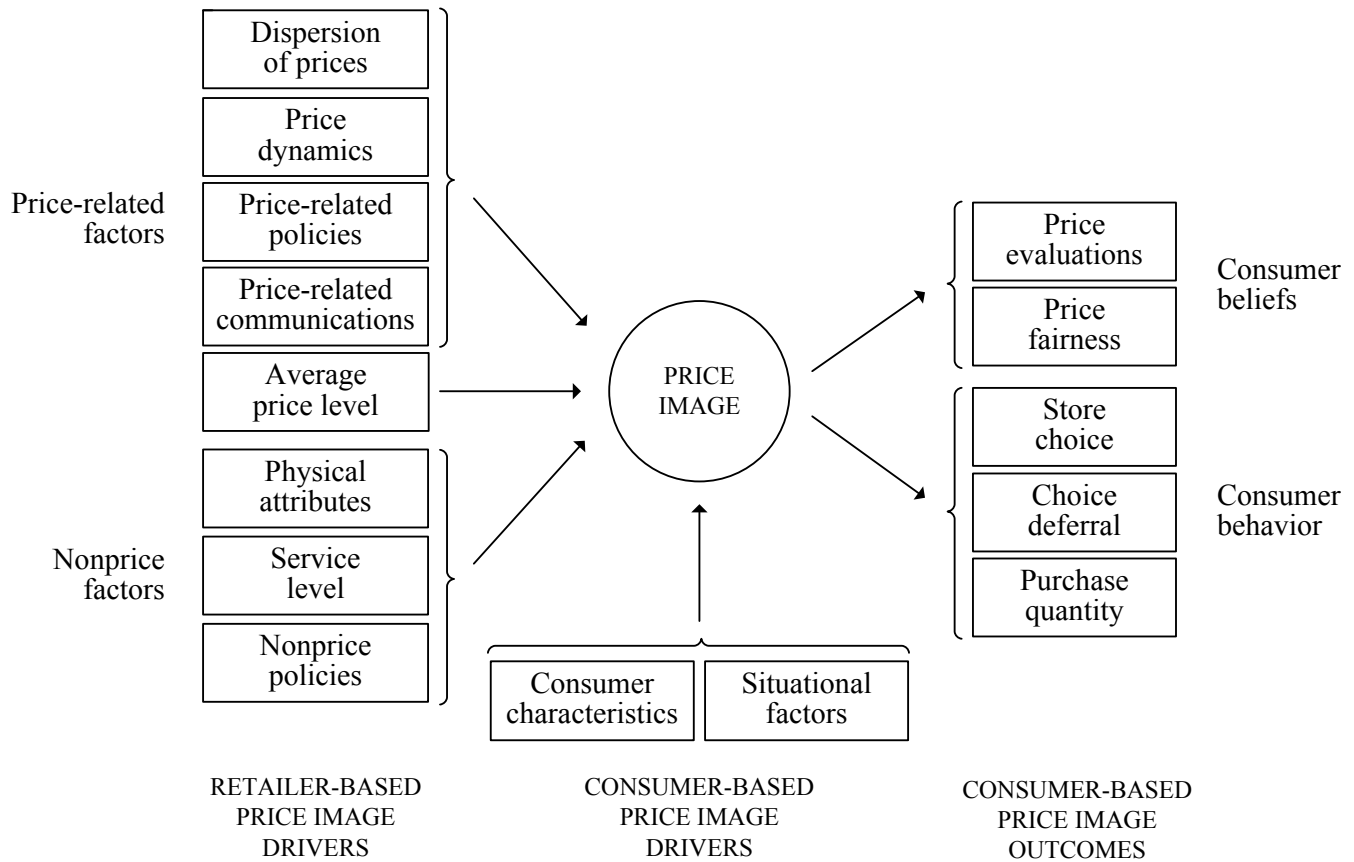 Dispersion
of prices
Price
dynamics
Price-related
factors
Price-related
policies
Price-related
communications
Average
price level
Physical
attributes
Nonprice
factors
Service
level
Nonprice
policies
PRICE
IMAGE
Consumer
characteristics
Situational
factors
Price
evaluations
Price
fairness
Consumer
beliefs
Store
choice
Choice
deferral
Purchase
quantity
Consumer
behavior
RETAILER-BASED
PRICE IMAGE
DRIVERS
CONSUMER-BASED
PRICE IMAGE
DRIVERS
CONSUMER-BASED
PRICE IMAGE
OUTCOMES